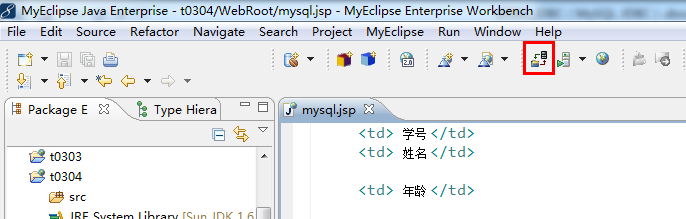 MyEclipse Java Enterprise - t0304/WebRoot/mysql.jsp - MyEclipse Enterprise Workbench
File Edit Source Refactor Navigate Search Project MyEclipse Run Window Help
2.0
Package E Type Hiera
mysql.jsp
t0303
t0304
src
JRE System Library [Sun JDK 1.6
<td> 学号 </td>
<td> 姓名 </td>
<td> 年龄 </td>